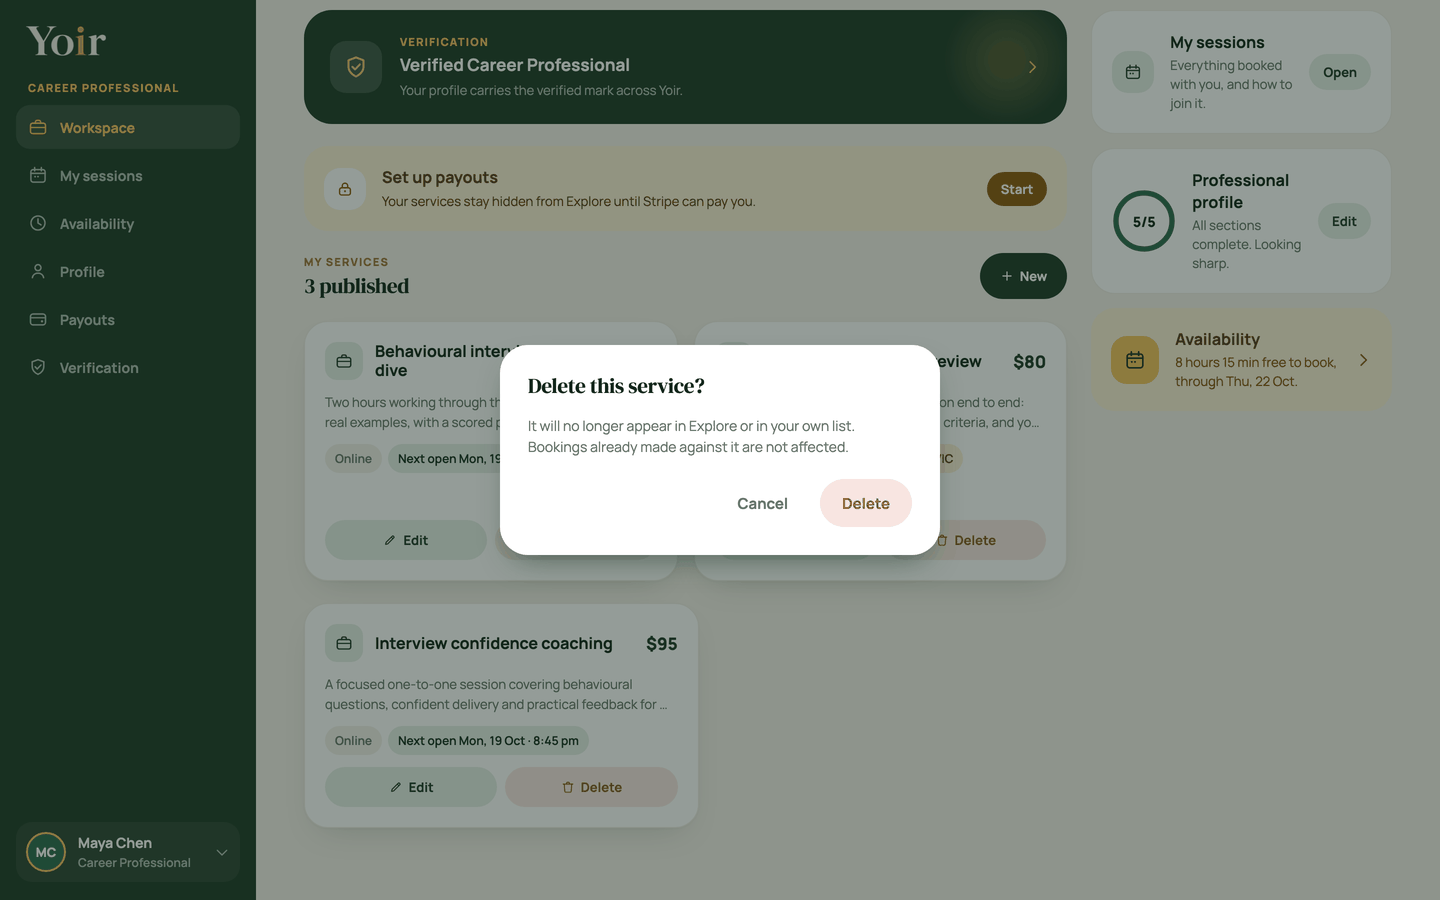 Yoir
CAREER PROFESSIONAL
Workspace
My sessions
Availability
Profile
Payouts
Verification
MC
Maya Chen
Career Professional
VERIFICATION
Verified Career Professional
Your profile carries the verified mark across Yoir.
Set up payouts
Your services stay hidden from Explore until Stripe can pay you.
Start
MY SERVICES
3 published
+ New
Behavioural
dive
Two hours working through
real examples, with a scored
Online
Next open Mon, 19
Edit
$80
on end to end:
criteria, and yo...
Delete
Delete this service?
It will no longer appear in Explore or in your own list.
Bookings already made against it are not affected.
Cancel
Delete
Interview confidence coaching
$95
A focused one-to-one session covering behavioural
questions, confident delivery and practical feedback for ...
Online
Next open Mon, 19 Oct · 8:45 pm
Edit
Delete
My sessions
Everything booked
with you, and how to
join it.
Open
5/5
Professional
profile
All sections
complete. Looking
sharp.
Edit
Availability
8 hours 15 min free to book,
through Thu, 22 Oct.